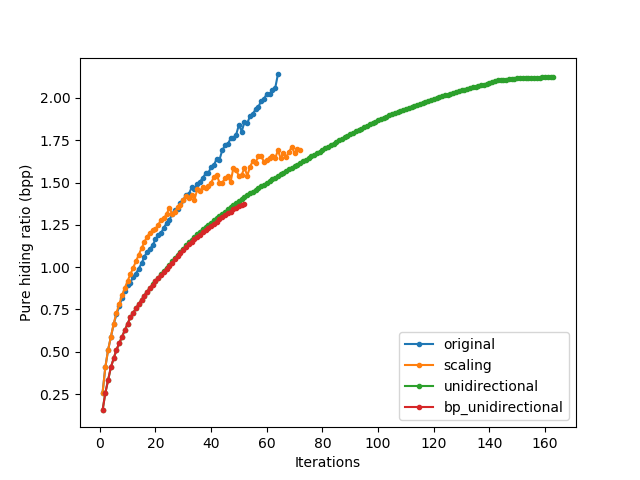 Pure hiding ratio (bpp)
2.00
1.75
1.50
1.25
1.00
0.75
0.50
0.25
0 20 40 60 80 100 120 140 160
Iterations
original
scaling
unidirectional
bp_unidirectional